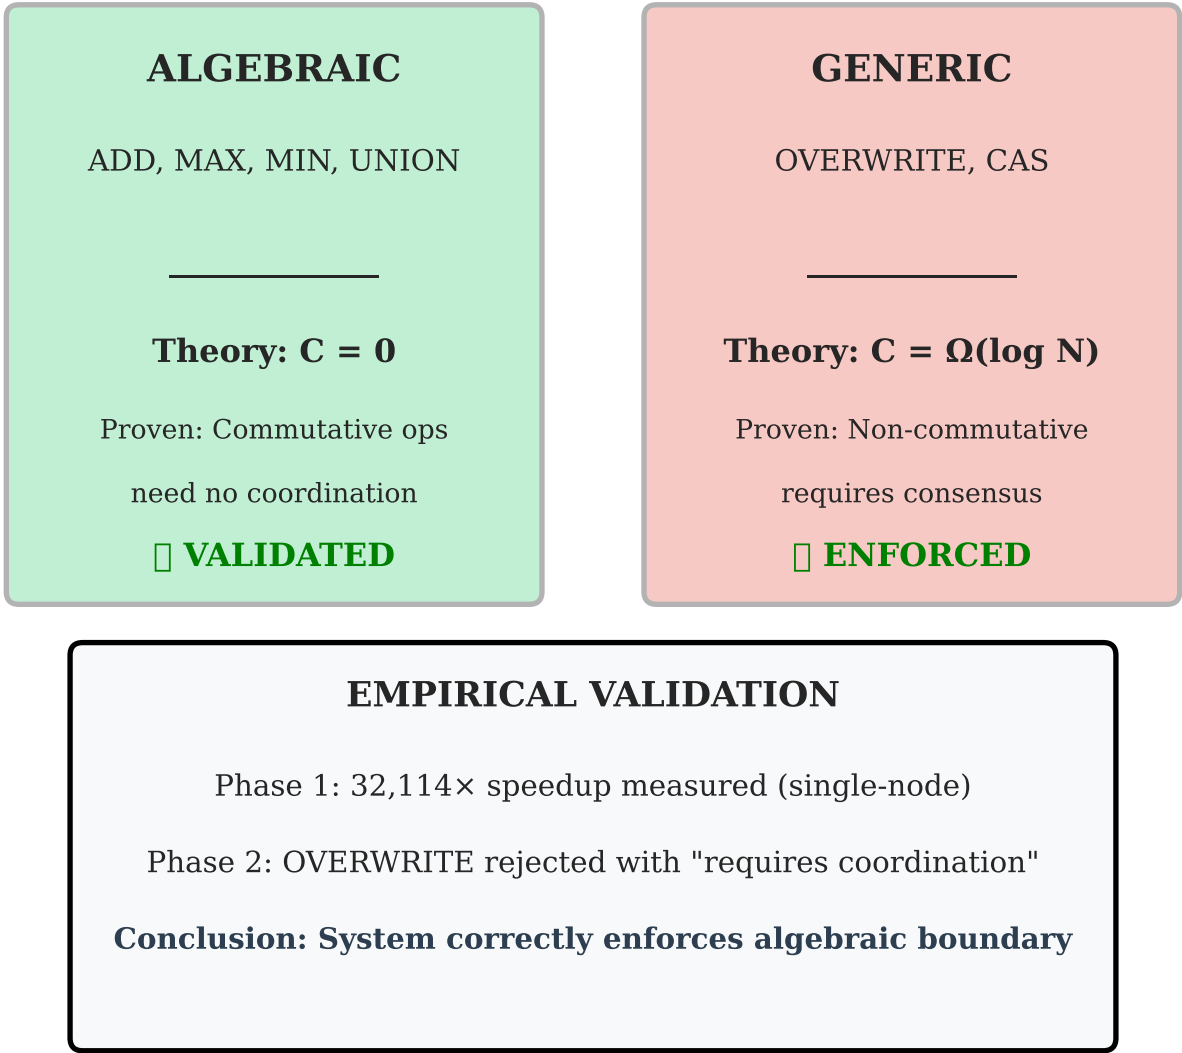 ALGEBRAIC
ADD, MAX, MIN, UNION
Theory: C = 0
Proven: Commutative ops
need no coordination
VALIDATED
GENERIC
OVERWRITE, CAS
Theory: C = Ω(log N)
Proven: Non-commutative
requires consensus
ENFORCED
EMPIRICAL VALIDATION
Phase 1: 32,114× speedup measured (single-node)
Phase 2: OVERWRITE rejected with "requires coordination"
Conclusion: System correctly enforces algebraic boundary